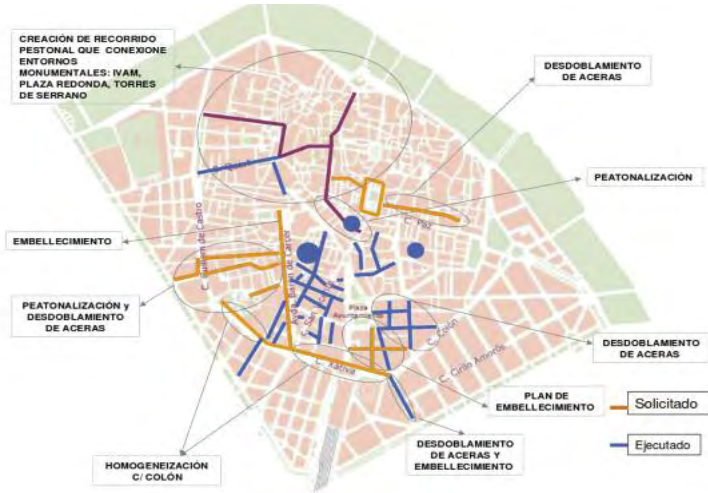 CREACIÓN DE RECORRIDO
PESTONAL QUE CONEXIONE
ENTORNOS
MONUMENTALES: IVAM,
PLAZA REDONDA, TORRES
DE SERRANO
DESDOBLAMIENTO
DE ACERAS
PEATONALIZACIÓN
C. Paz
EMBELLECIMIENTO
C. Guillem de Castro
PEATONALIZACIÓN y
DESDOBLAMIENTO
DE ACERAS
Plaza
Ayuntamiento
C. Colón
DESDOBLAMIENTO
DE ACERAS
C. Xàtiva
C. Cirilo Amorós
PLAN DE
EMBELLECIMIENTO
Solicitado
Ejecutado
HOMOGENEIZACIÓN
C/ COLÓN
DESDOBLAMIENTO
DE ACERAS Y
EMBELLECIMIENTO